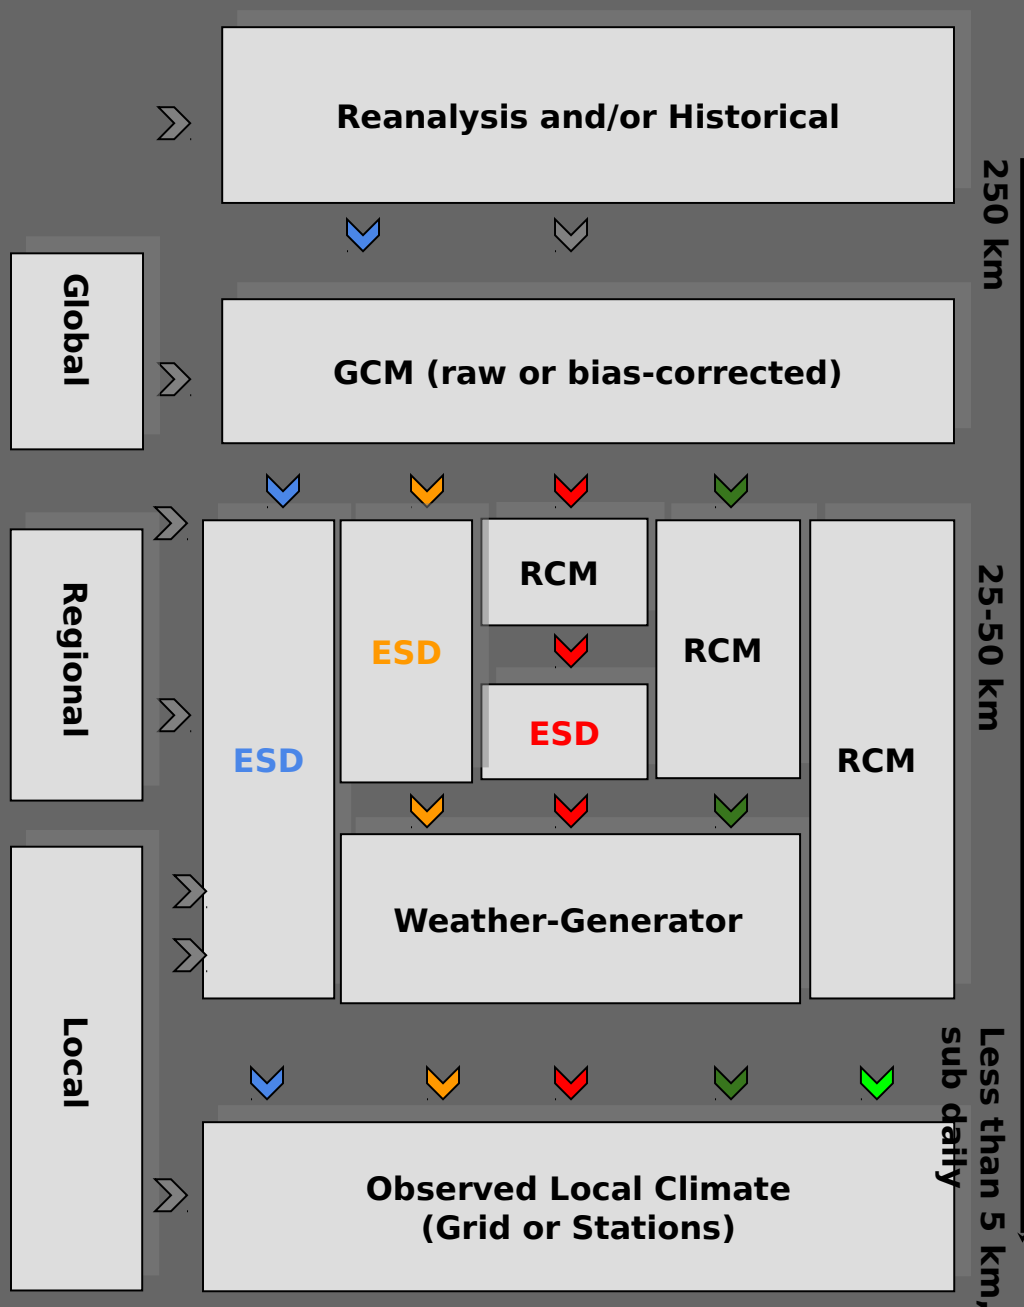 Reanalysis and/or Historical
250 km
Global
GCM (raw or bias-corrected)
Regional
ESD
ESD
RCM
ESD
RCM
RCM
25-50 km
Weather-Generator
Local
Observed Local Climate
(Grid or Stations)
Less than 5 km,
sub daily